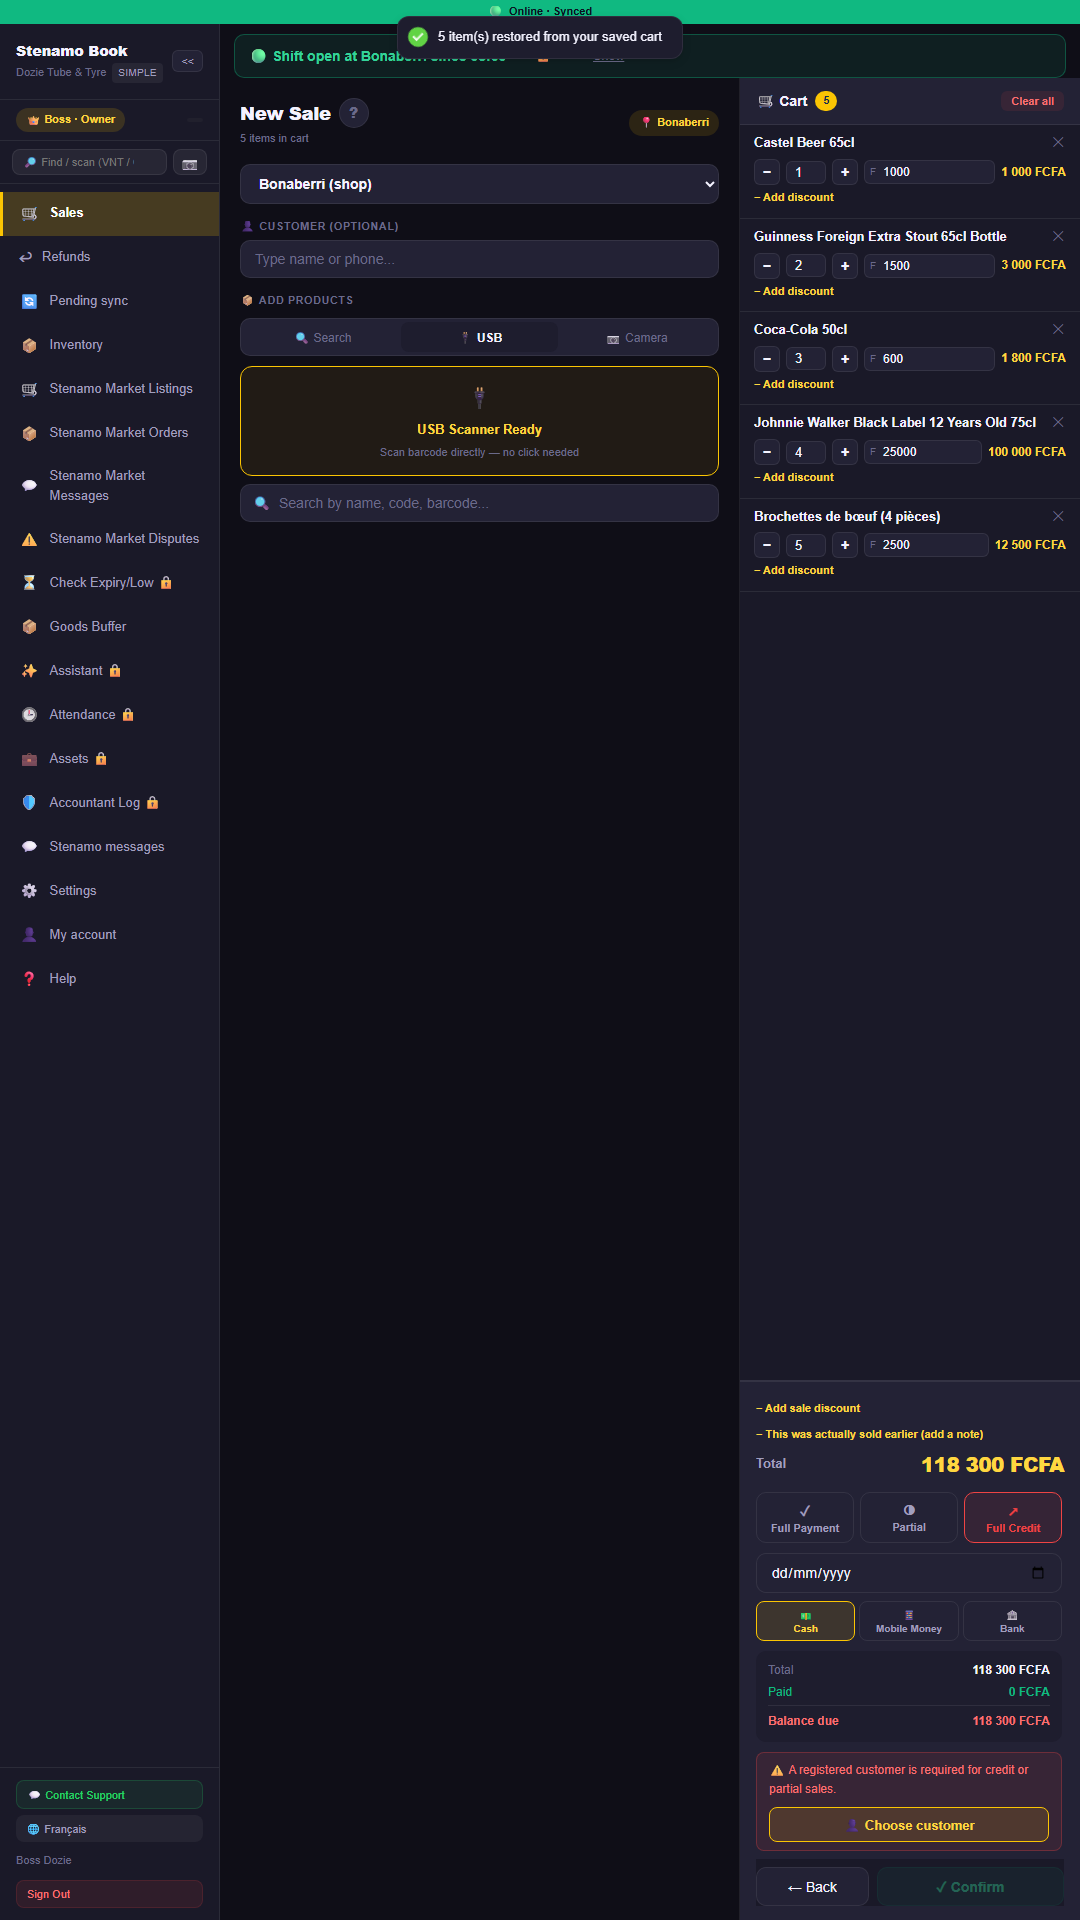 Online · Synced
5 item(s) restored from your saved cart
Stenamo Book
Dozie Tube & Tyre SIMPLE
<<
Boss · Owner
Find / scan (VNT /
Sales
Refunds
Pending sync
Inventory
Stenamo Market Listings
Stenamo Market Orders
Stenamo Market
Messages
Stenamo Market Disputes
Check Expiry/Low
Goods Buffer
Assistant
Attendance
Assets
Accountant Log
Stenamo messages
Settings
My account
Help
Contact Support
Français
Boss Dozie
Sign Out
Shift open at
New Sale ?
5 items in cart
Bonaberri
Bonaberri (shop)
CUSTOMER (OPTIONAL)
Type name or phone...
ADD PRODUCTS
Search USB Camera
USB Scanner Ready
Scan barcode directly — no click needed
Search by name, code, barcode...
Cart 5 Clear all
Castel Beer 65cl
− 1 + F 1000 1 000 FCFA
– Add discount
Guinness Foreign Extra Stout 65cl Bottle
− 2 + F 1500 3 000 FCFA
– Add discount
Coca-Cola 50cl
− 3 + F 600 1 800 FCFA
– Add discount
Johnnie Walker Black Label 12 Years Old 75cl
− 4 + F 25000 100 000 FCFA
– Add discount
Brochettes de bœuf (4 pièces)
− 5 + F 2500 12 500 FCFA
– Add discount
– Add sale discount
– This was actually sold earlier (add a note)
Total 118 300 FCFA
✓ Full Payment
Partial
↗ Full Credit
dd/mm/yyyy
Cash Mobile Money Bank
Total 118 300 FCFA
Paid 0 FCFA
Balance due 118 300 FCFA
A registered customer is required for credit or
partial sales.
Choose customer
← Back ✓ Confirm